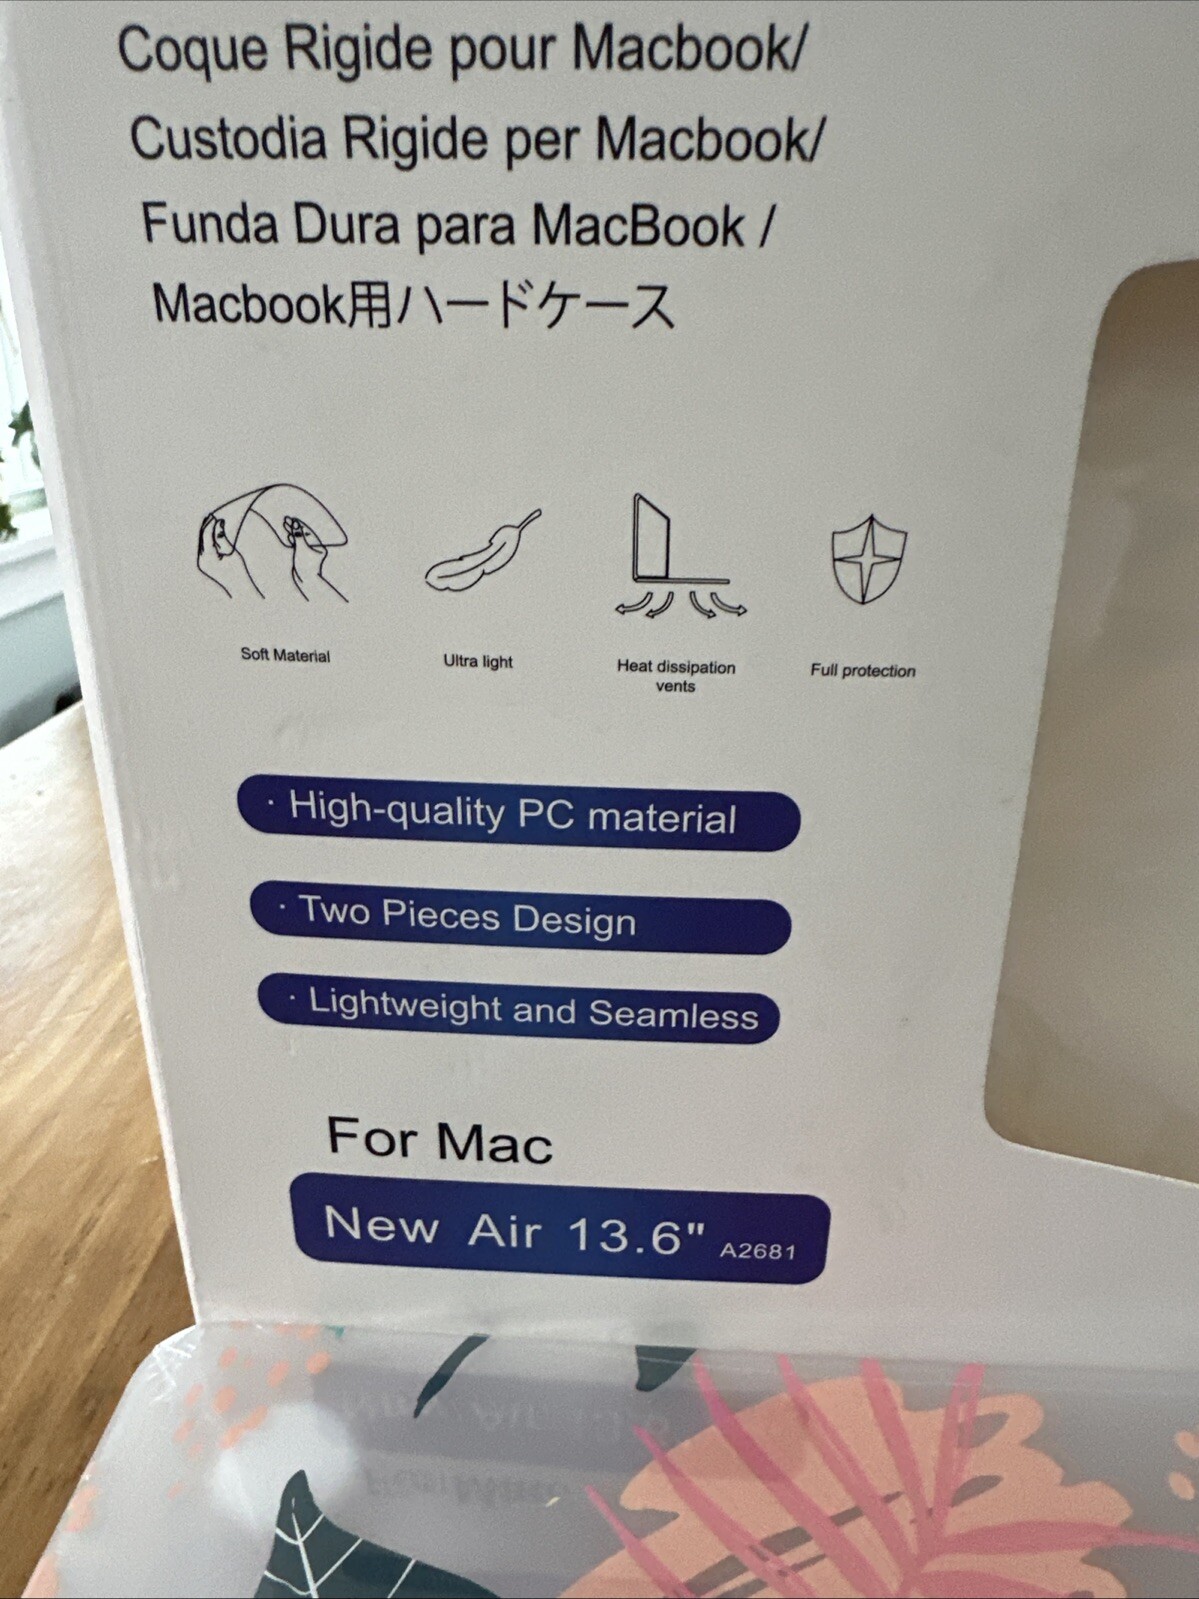 Coque Rigide pour Macbook/
Custodia Rigide per Macbook/
Funda Dura para MacBook /
Macbook用ハードケース
Soft Material
Ultra light
Heat dissipation
vents
Full protection
· High-quality PC material
· Two Pieces Design
· Lightweight and Seamless
For Mac
New Air 13.6" A2681